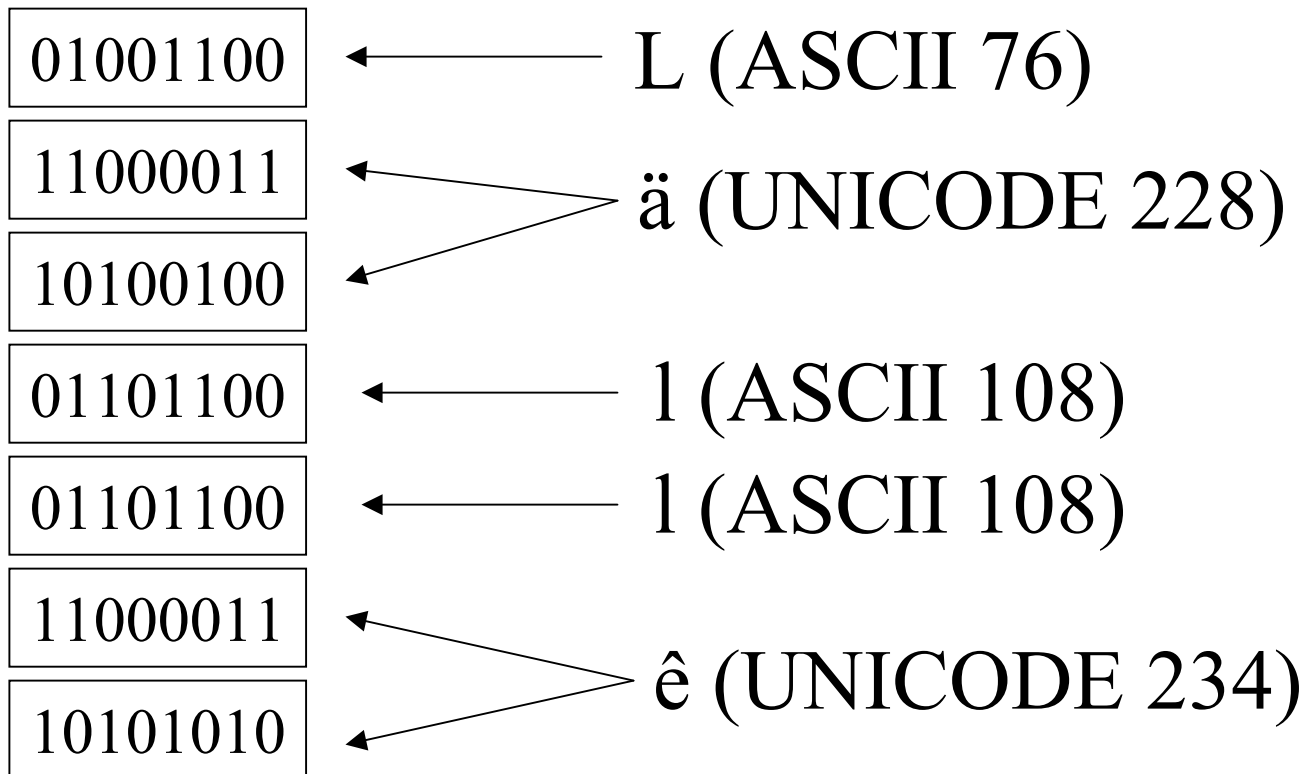 01001100 L (ASCII 76)
11000011
ä (UNICODE 228)
10100100
01101100 l (ASCII 108)
01101100 l (ASCII 108)
11000011
ê (UNICODE 234)
10101010